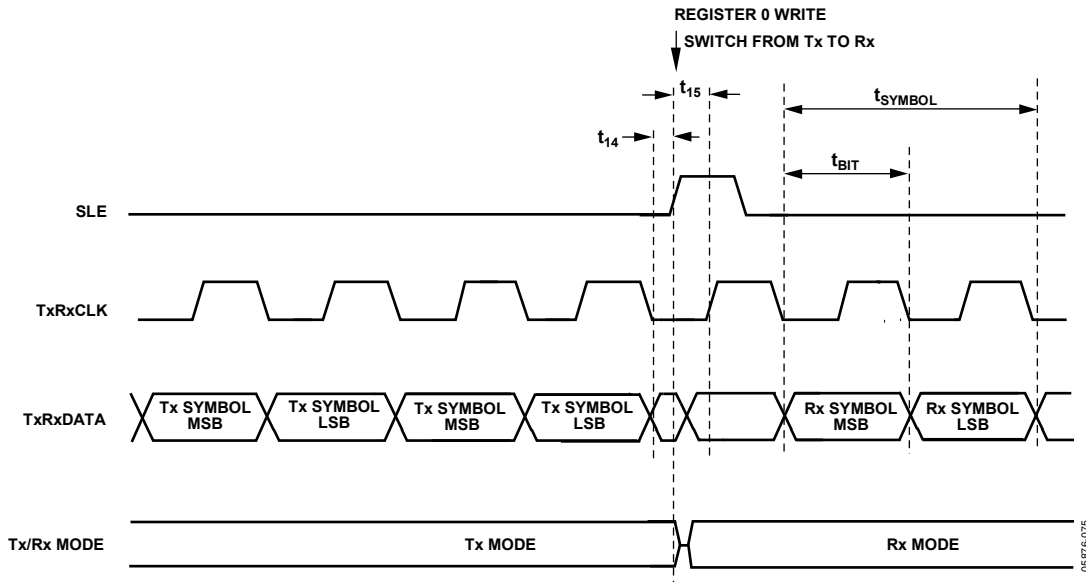 REGISTER 0 WRITE
SWITCH FROM Tx TO Rx
t15
tSYMBOL
t14
tBIT
SLE
TxRxCLK
TxRxDATA
Tx SYMBOL
MSB
Tx SYMBOL
LSB
Tx SYMBOL
MSB
Tx SYMBOL
LSB
Rx SYMBOL
MSB
Rx SYMBOL
LSB
Tx/Rx MODE
Tx MODE
Rx MODE
05876-075